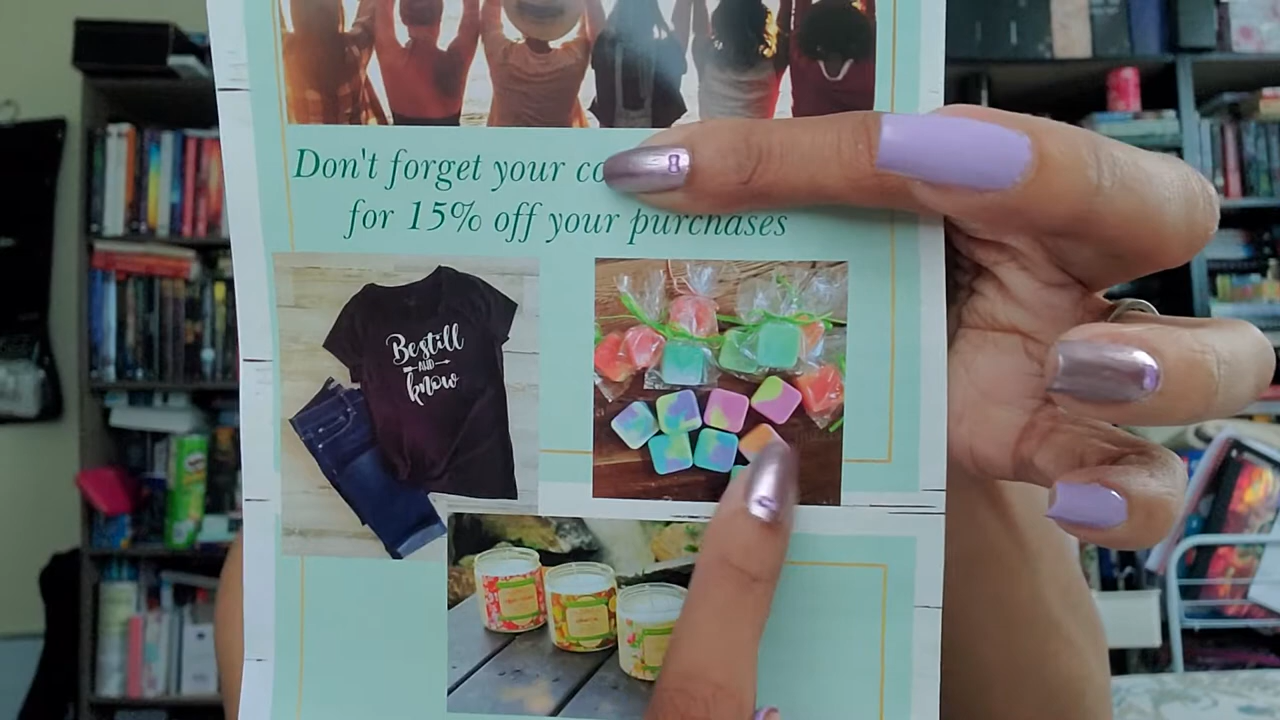 Don't forget your co
for 15% off your purchases
Be still
AND
know